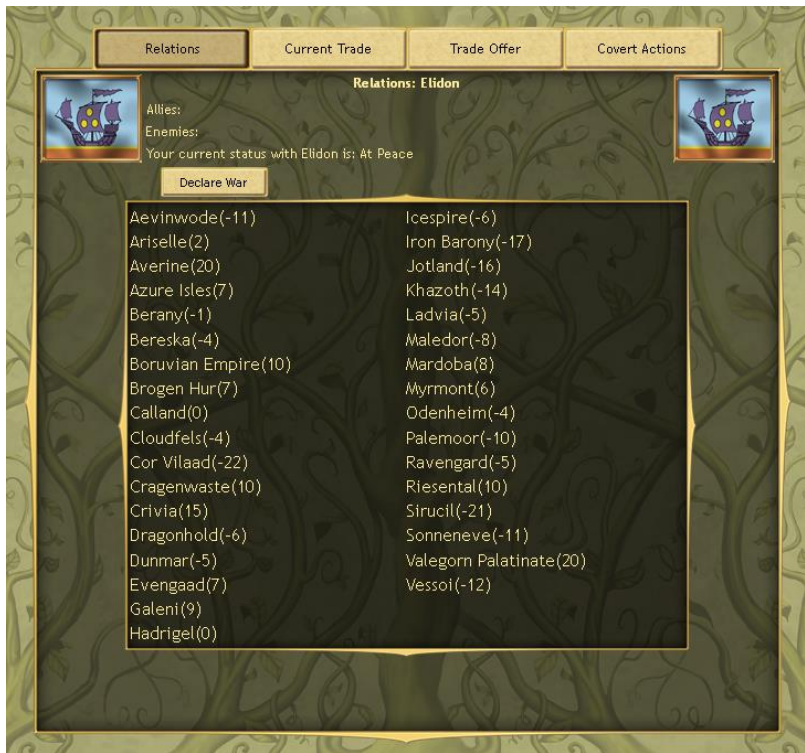 Relations
Current Trade
Trade Offer
Covert Actions
Relations: Elidon
Allies:
Enemies:
Your current status with Elidon is: At Peace
Declare War
Aevinwode(-11)
Ariselle(2)
Averine(20)
Azure Isles(7)
Berany(-1)
Bereska(-4)
Boruvian Empire(10)
Brogen Hur(7)
Calland(0)
Cloudfels(-4)
Cor Vilaad(-22)
Cragenwaste(10)
Crivia(15)
Dragonhold(-6)
Dunmar(-5)
Evengaad(7)
Galeni(9)
Hadrigel(0)
Icespire(-6)
Iron Barony(-17)
Jotland(-16)
Khazoth(-14)
Ladvia(-5)
Maledor(-8)
Mardoba(8)
Myrmont(6)
Odenheim(-4)
Palemoor(-10)
Ravengard(-5)
Riesental(10)
Sirucil(-21)
Sonneneve(-11)
Valegorn Palatinate(20)
Vessoi(-12)